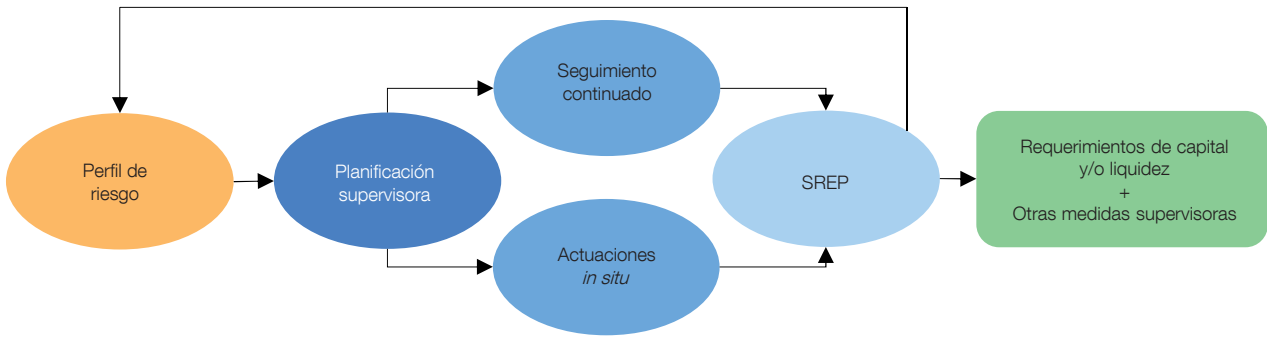 Perfil de
riesgo
Planificación
supervisora
Seguimiento
continuado
Actuaciones
in situ
SREP
Requerimientos de capital
y/o liquidez
+
Otras medidas supervisoras